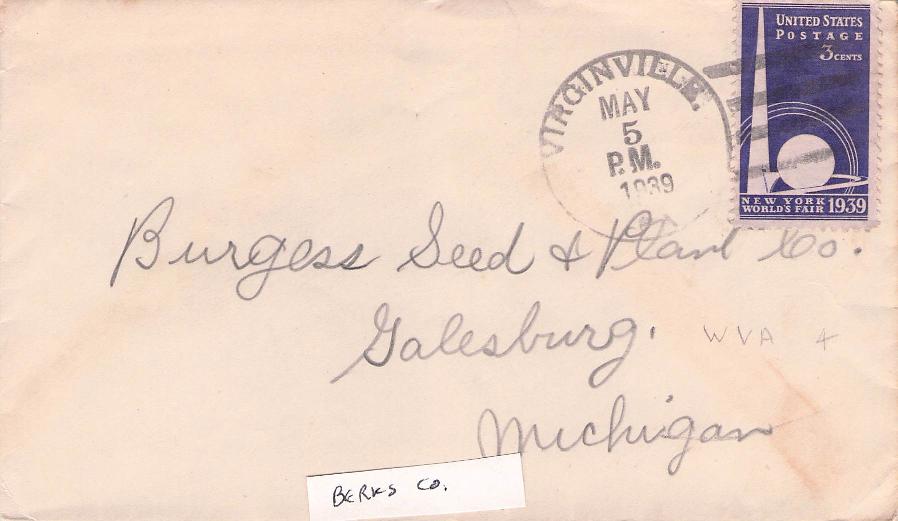 UNITED STATES
POSTAGE
3 CENTS
NEW YORK
WORLD'S FAIR 1939
VIRGINVILLE,
MAY
5
P.M.
1939
Burgess Seed & Plant Co.
Galesburg.
Michigan
WVA 4
BERKS CO.